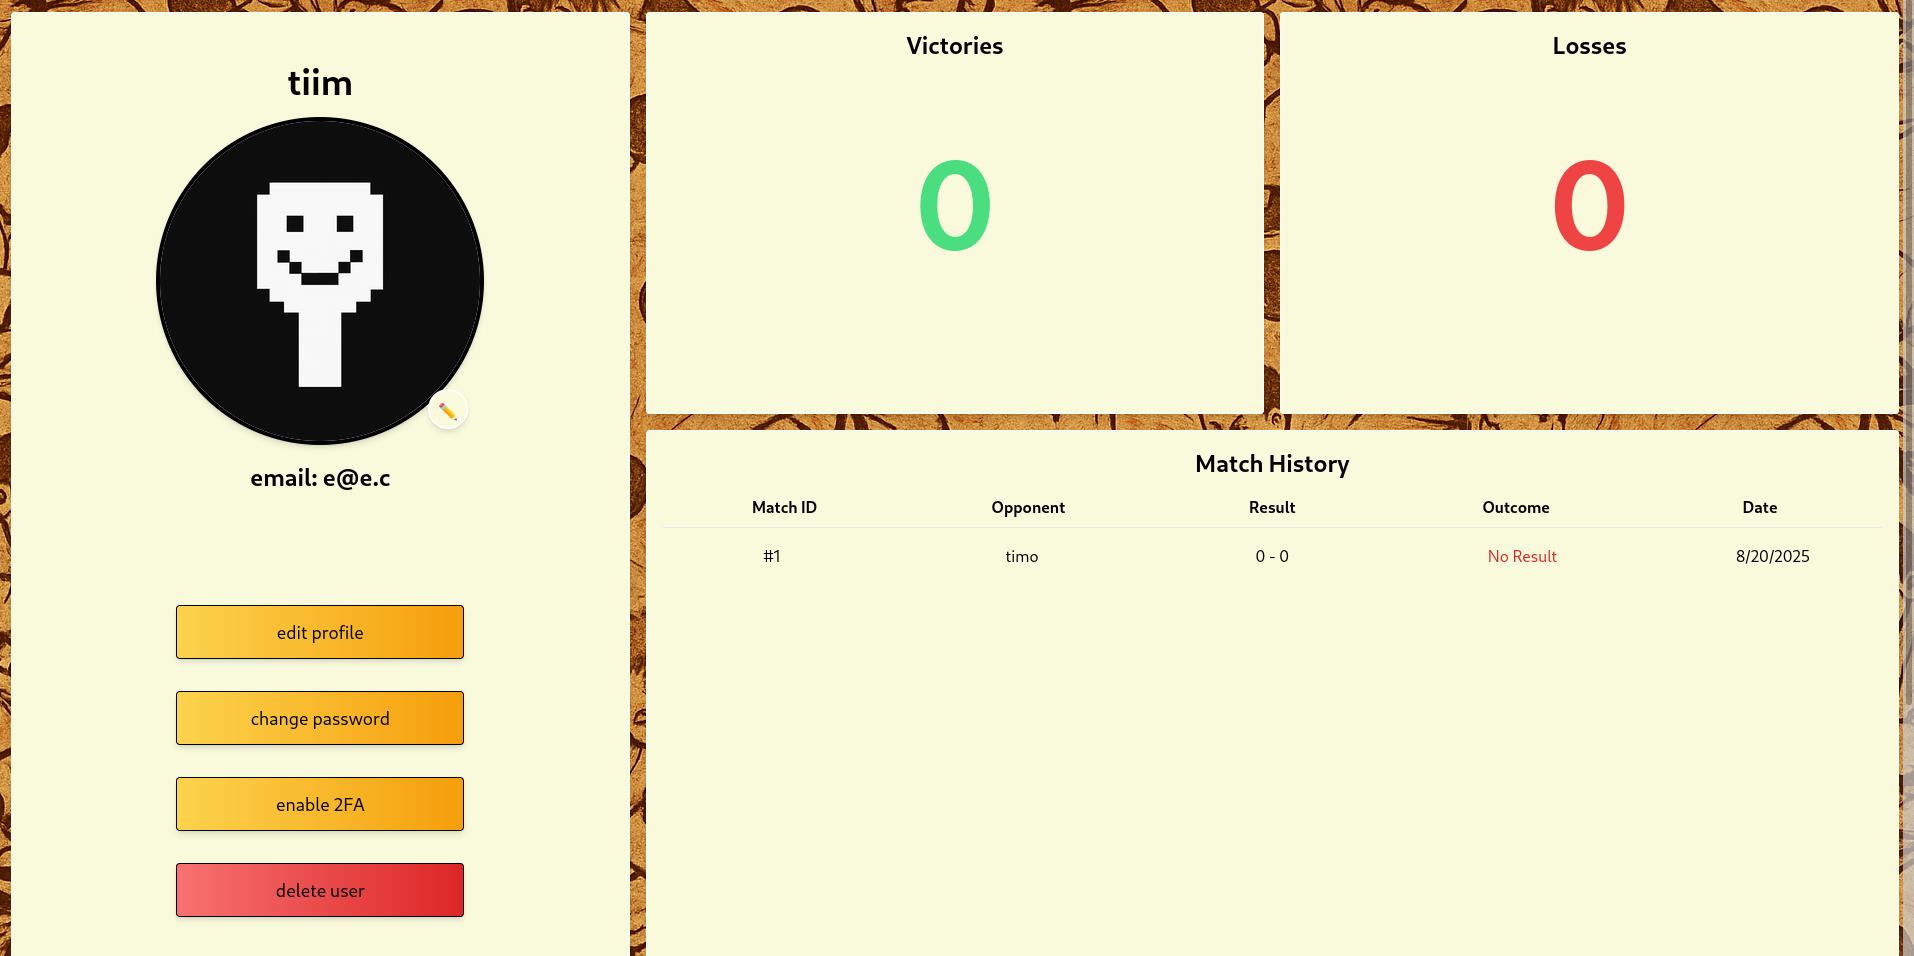 tiim
email: e@e.c
edit profile
change password
enable 2FA
delete user
Victories
0
Losses
0
Match History
Match ID Opponent Result Outcome Date
#1 timo 0 - 0 No Result 8/20/2025